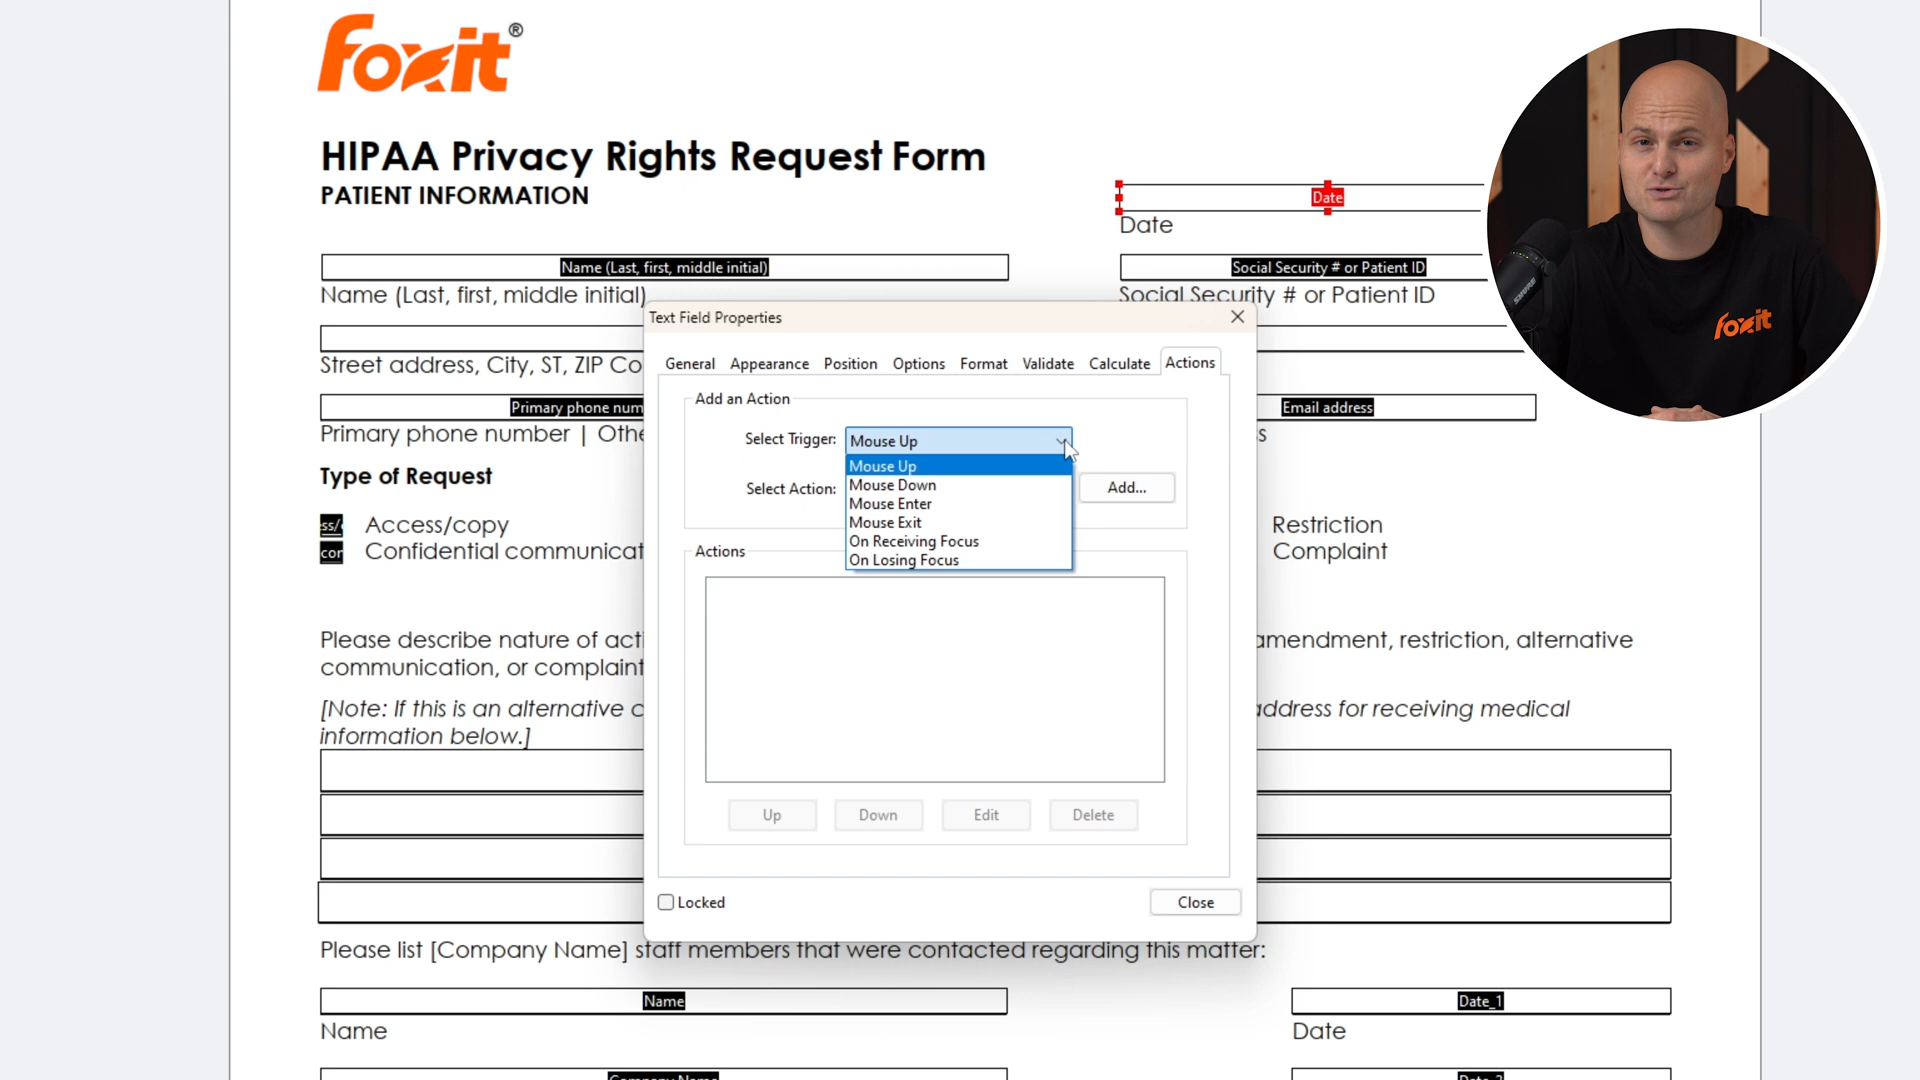 foxit®
HIPAA Privacy Rights Request Form
PATIENT INFORMATION
Date
Date
Name (Last, first, middle initial)
Social Security # or Patient ID
Name (Last, first, middle initial)
Social Security # or Patient ID
Street address, City, ST, ZIP Co
Primary phone num
Email address
Primary phone number | Othe
s
Type of Request
ss/
Access/copy
Restriction
cor
Confidential communicat
Complaint
Please describe nature of acti
amendment, restriction, alternative
communication, or complaint
[Note: If this is an alternative c
address for receiving medical
information below.]
Please list [Company Name] staff members that were contacted regarding this matter:
Name
Date_1
Name
Date
Company Name
Date_2
Text Field Properties
General Appearance Position Options Format Validate Calculate Actions
Add an Action
Select Trigger: Mouse Up
Mouse Up
Mouse Down
Mouse Enter
Mouse Exit
On Receiving Focus
On Losing Focus
Select Action:
Add...
Actions
Up Down Edit Delete
Locked
Close
SHURE
foxit